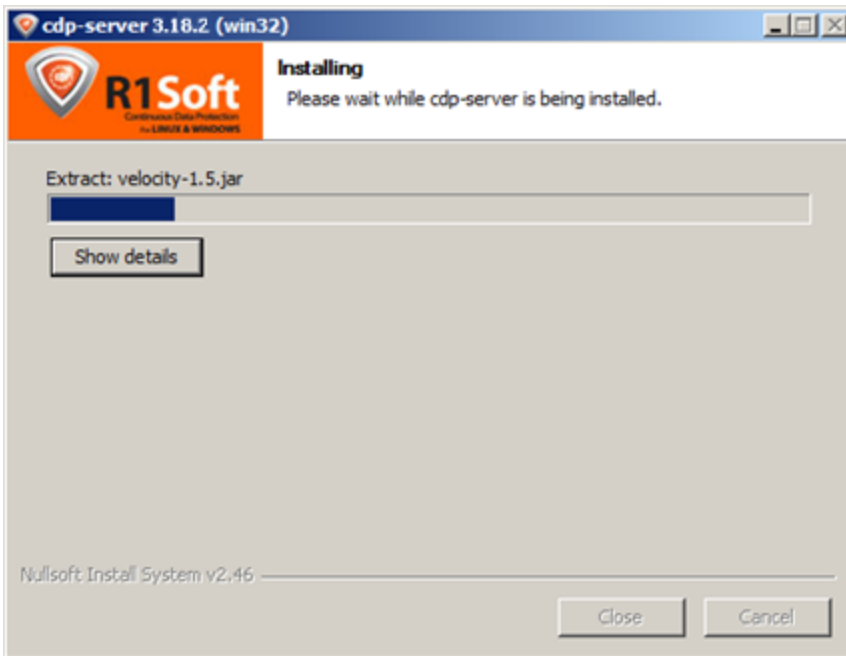 cdp-server 3.18.2 (win32)
R1Soft
Continuous Data Protection
for LINUX & WINDOWS
Installing
Please wait while cdp-server is being installed.
Extract: velocity-1.5.jar
Show details
Nullsoft Install System v2.46
Close
Cancel